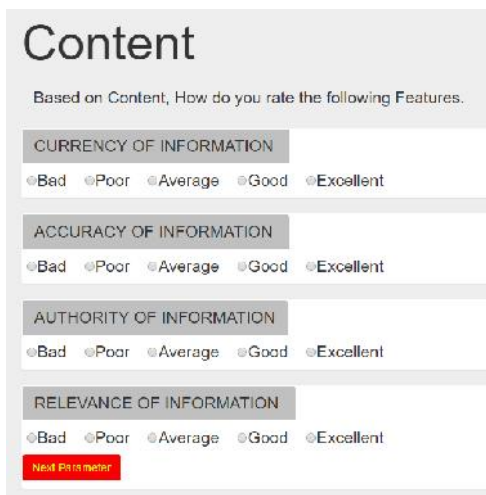 Content
Based on Content, How do you rate the following Features.
CURRENCY OF INFORMATION
Bad Poor Average Good Excellent
ACCURACY OF INFORMATION
Bad Poor Average Good Excellent
AUTHORITY OF INFORMATION
Bad Poor Average Good Excellent
RELEVANCE OF INFORMATION
Bad Poor Average Good Excellent
Next Parameter